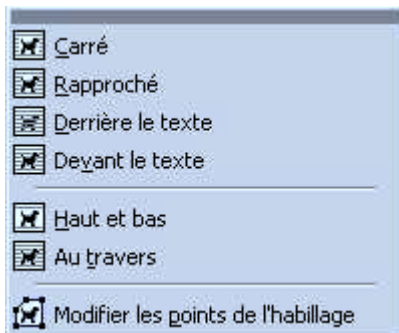 Carré
Rapproché
Derrière le texte
Devant le texte
Haut et bas
Au travers
Modifier les points de l'habillage